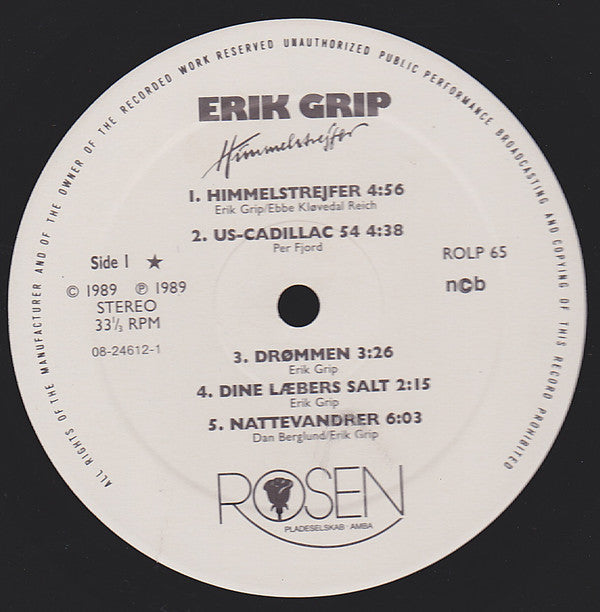 ALL RIGHTS OF THE MANUFACTURER AND OF THE OWNER OF THE RECORDED WORK RESERVED UNAUTHORIZED PUBLIC PERFORMANCE BROADCASTING AND COPYING OF THIS RECORD PROHIBITED
ERIK GRIP
Himmelstrejfer
1. HIMMELSTREJFER 4:56
Erik Grip/Ebbe Kløvedal Reich
2. US-CADILLAC 54 4:38
Per Fjord
Side 1 ★
ROLP 65
© 1989 ℗ 1989
STEREO
33⅓ RPM
ncb
08-24612-1
3. DRØMMEN 3:26
Erik Grip
4. DINE LÆBERS SALT 2:15
Erik Grip
5. NATTEVANDRER 6:03
Dan Berglund/Erik Grip
ROSEN
PLADESELSKAB · AMBA